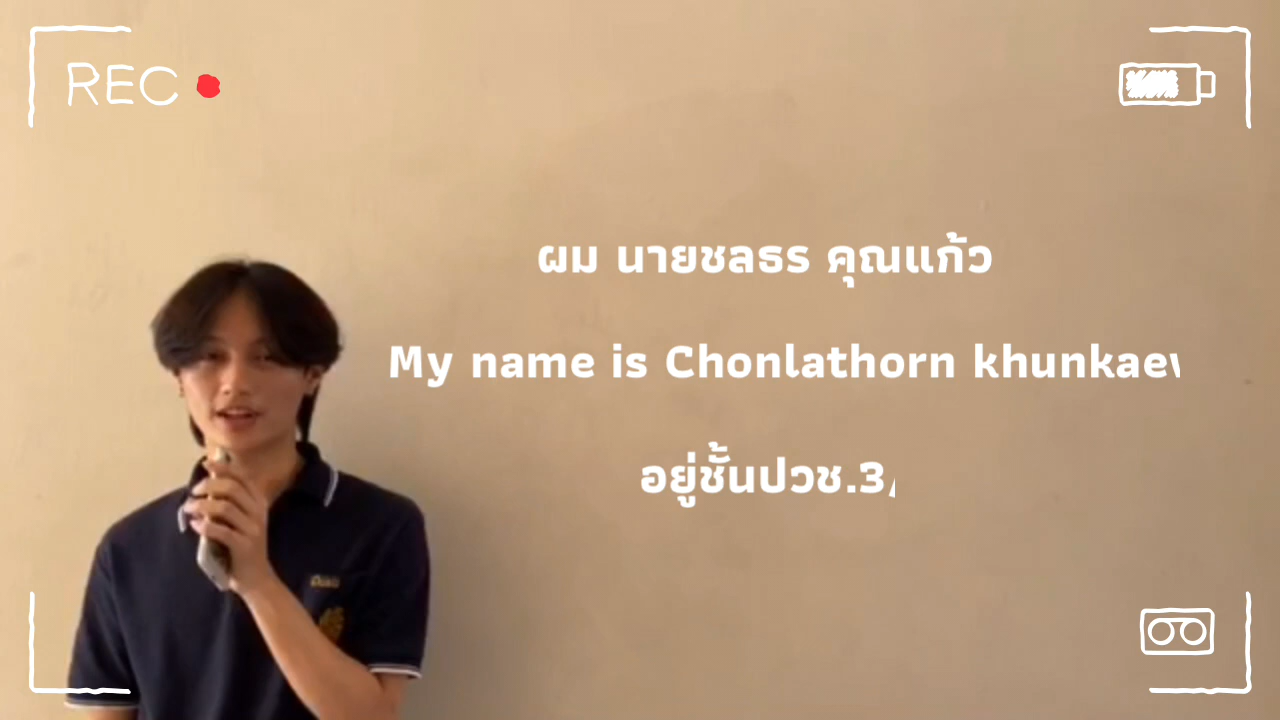 REC
ผม นายชลธร คุณแก้ว
My name is Chonlathorn khunkaew
อยู่ชั้นปวช.3/